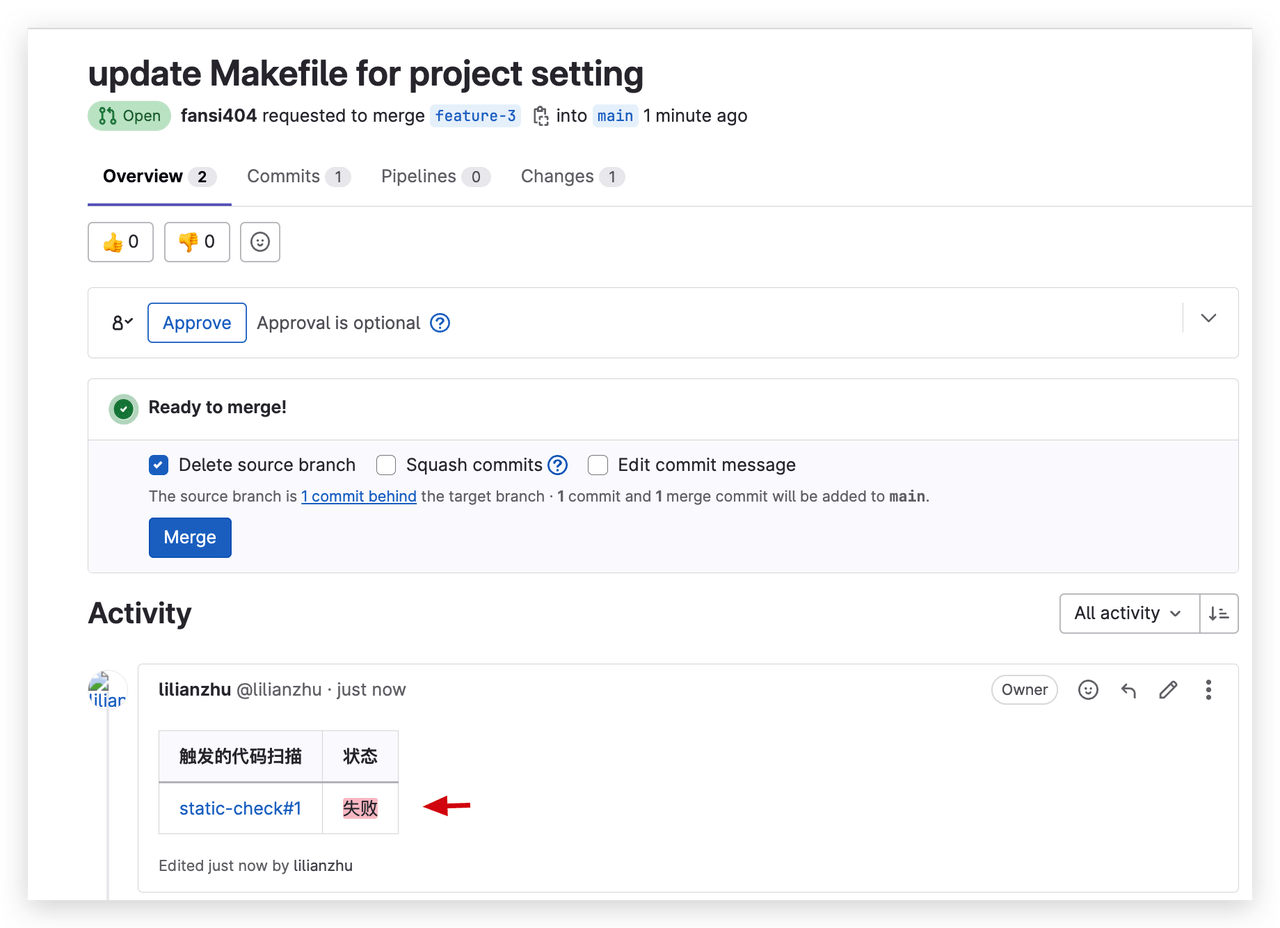 update Makefile for project setting
Open fansi404 requested to merge feature-3 into main 1 minute ago
Overview 2 Commits 1 Pipelines 0 Changes 1
👍 0 👎 0
Approve Approval is optional
Ready to merge!
Delete source branch Squash commits Edit commit message
The source branch is 1 commit behind the target branch · 1 commit and 1 merge commit will be added to main.
Merge
Activity All activity
lilian
lilianzhu @lilianzhu · just now Owner
触发的代码扫描 状态
static-check#1 失败
Edited just now by lilianzhu